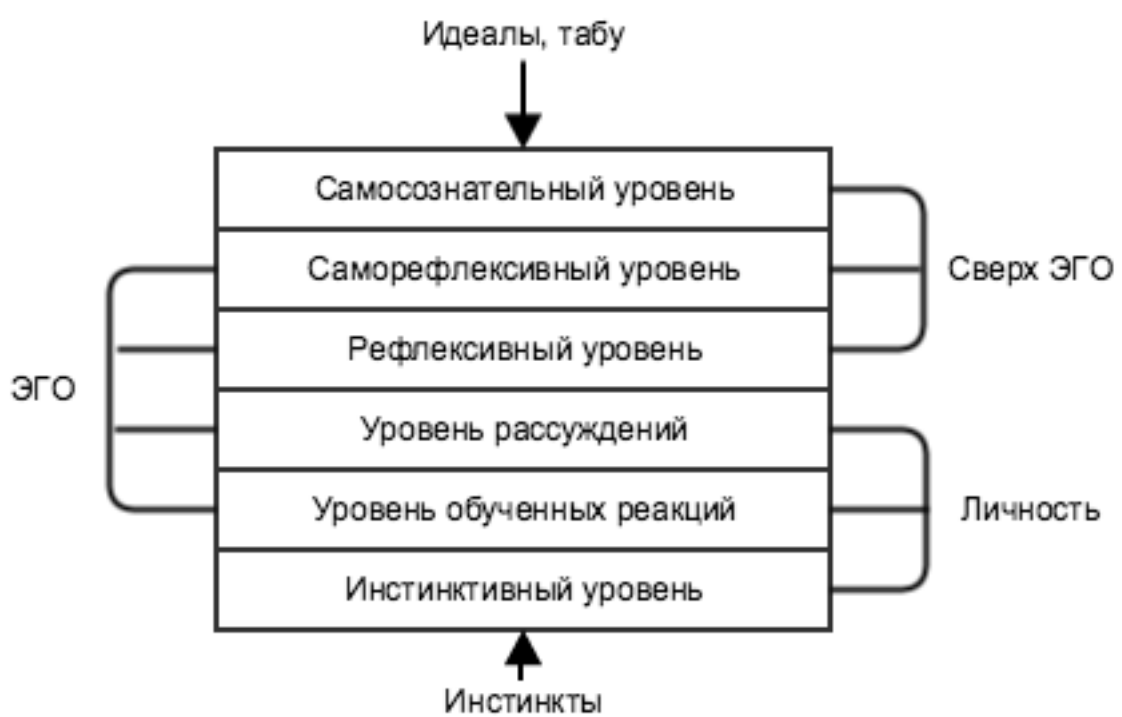 Идеалы, табу
Самосознательный уровень
Саморефлексивный уровень
Сверх ЭГО
Рефлексивный уровень
ЭГО
Уровень рассуждений
Уровень обученных реакций
Личность
Инстинктивный уровень
Инстинкты